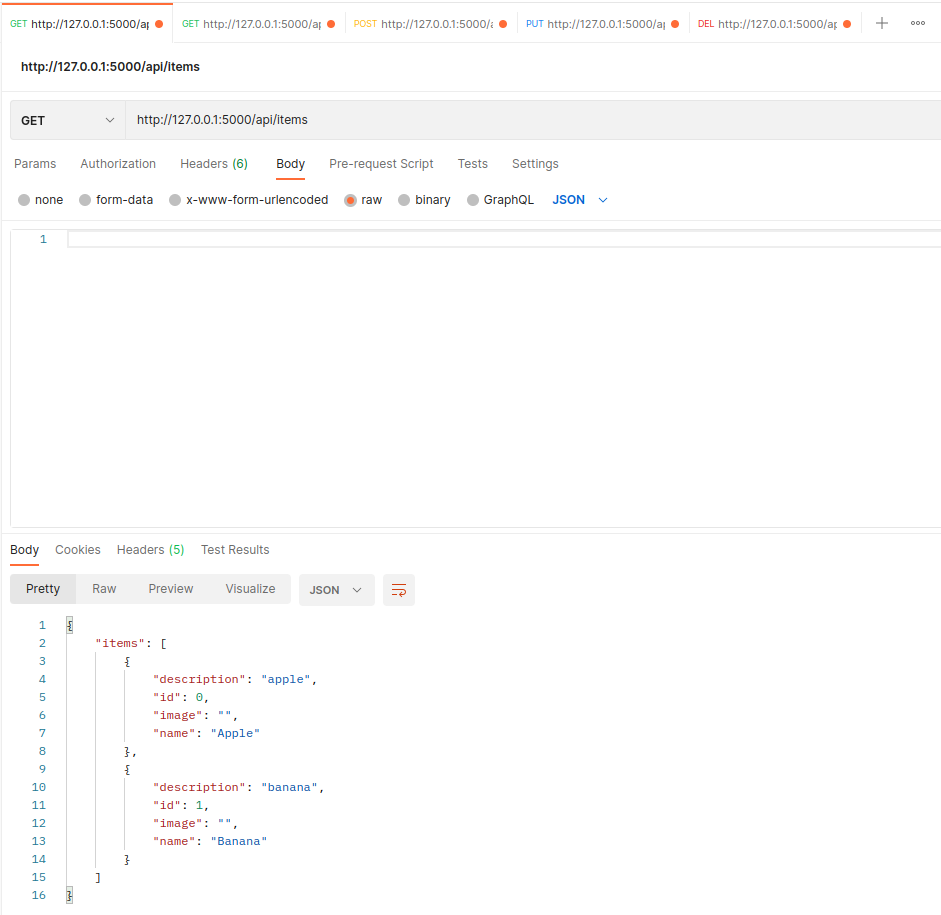 GET http://127.0.0.1:5000/ap GET http://127.0.0.1:5000/ap POST http://127.0.0.1:5000/a PUT http://127.0.0.1:5000/ap DEL http://127.0.0.1:5000/ap
http://127.0.0.1:5000/api/items
GET http://127.0.0.1:5000/api/items
Params Authorization Headers (6) Body Pre-request Script Tests Settings
none form-data x-www-form-urlencoded raw binary GraphQL JSON
1
Body Cookies Headers (5) Test Results
Pretty Raw Preview Visualize JSON
1 {
2 "items": [
3 {
4 "description": "apple",
5 "id": 0,
6 "image": "",
7 "name": "Apple"
8 },
9 {
10 "description": "banana",
11 "id": 1,
12 "image": "",
13 "name": "Banana"
14 }
15 ]
16 }